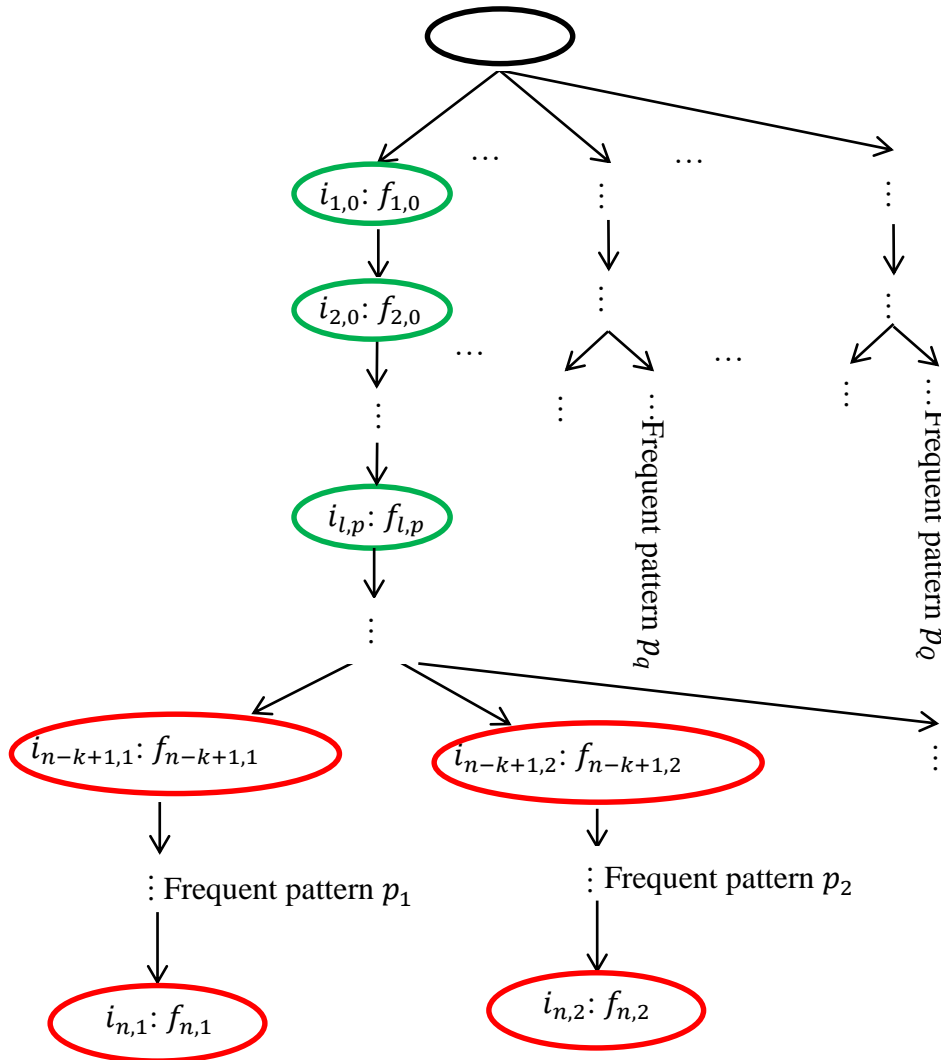 … …
i_{1,0}: f_{1,0} ⋮ ⋮
i_{2,0}: f_{2,0} ⋮ ⋮
… …
⋮ ⋮ ⋮… ⋮ …
Frequent pattern p_q
Frequent pattern p_Q
i_{l,p}: f_{l,p}
⋮
i_{n−k+1,1}: f_{n−k+1,1} i_{n−k+1,2}: f_{n−k+1,2} ⋮
⋮ Frequent pattern p_1 ⋮ Frequent pattern p_2
i_{n,1}: f_{n,1} i_{n,2}: f_{n,2}